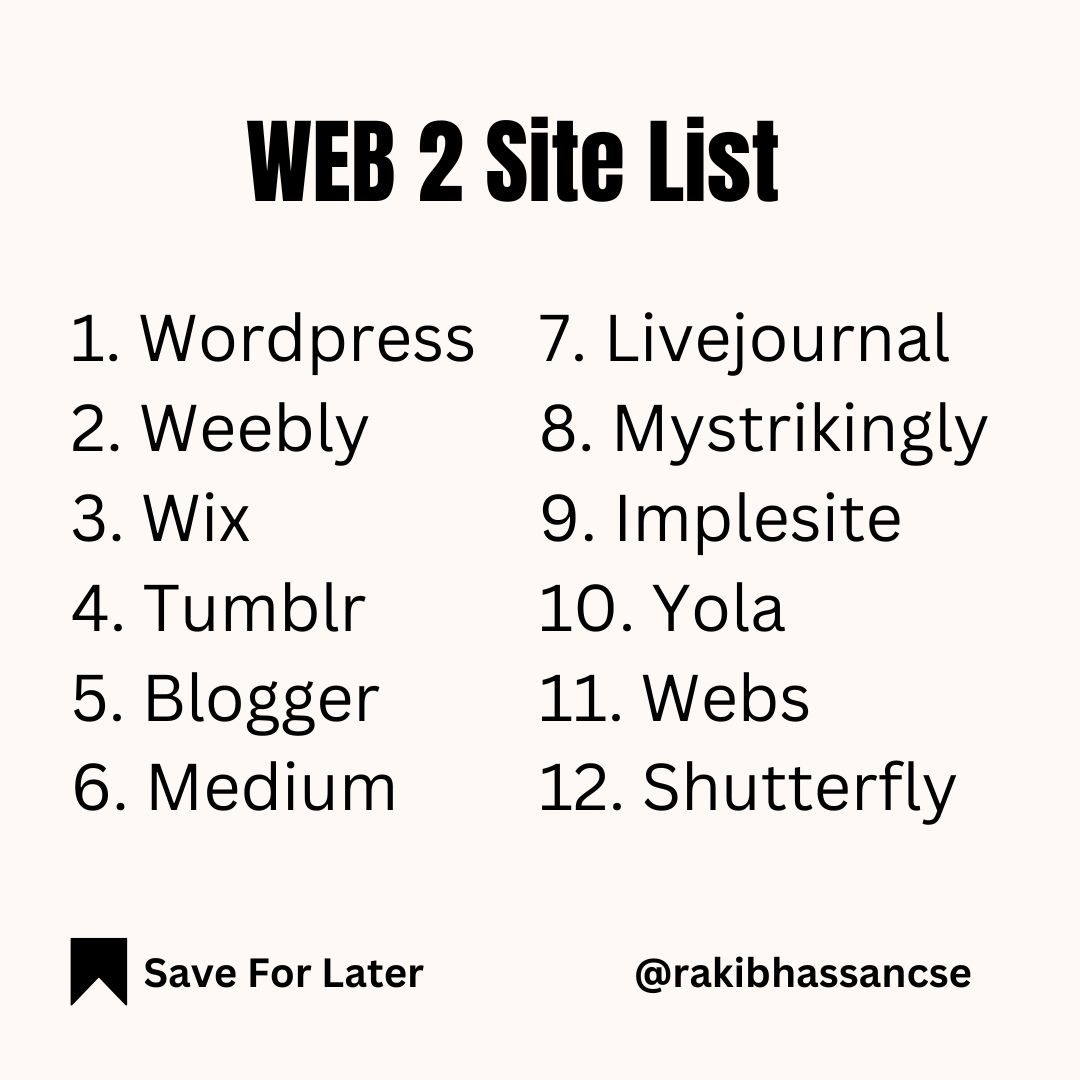 WEB 2 Site List
1. Wordpress
2. Weebly
3. Wix
4. Tumblr
5. Blogger
6. Medium
7. Livejournal
8. Mystrikingly
9. Implesite
10. Yola
11. Webs
12. Shutterfly
Save For Later
@rakibhassancse